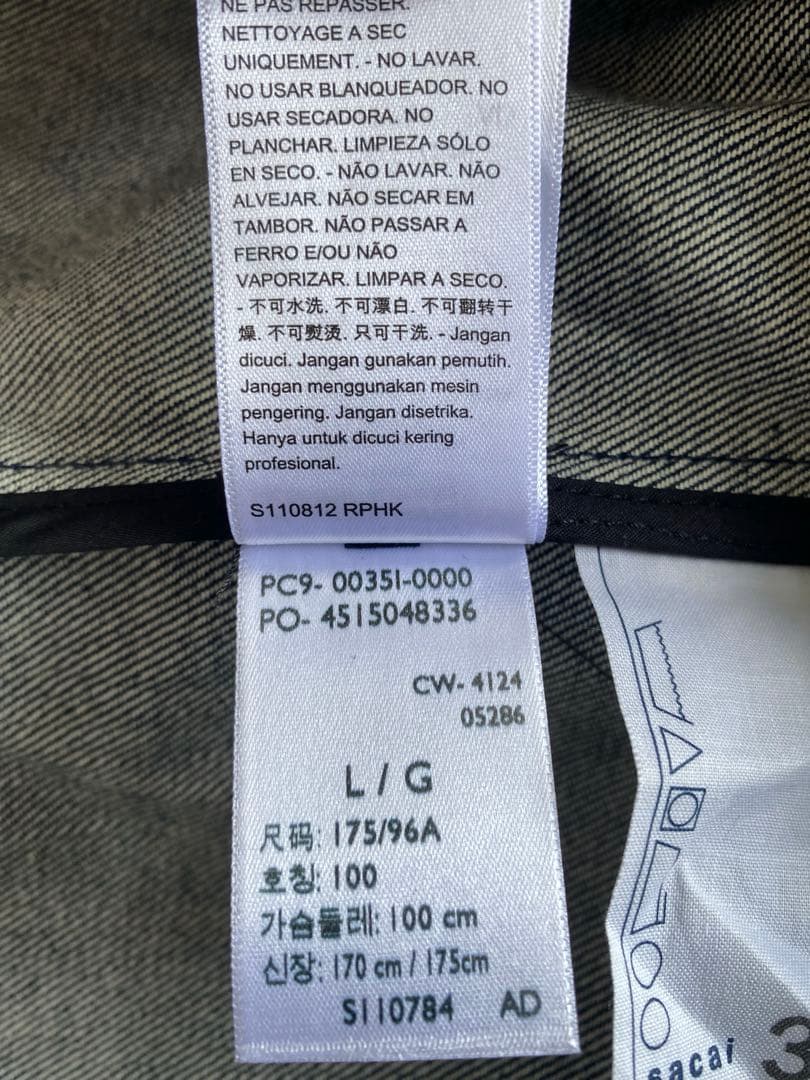 NE PAS REPASSER.
NETTOYAGE A SEC
UNIQUEMENT. - NO LAVAR.
NO USAR BLANQUEADOR. NO
USAR SECADORA. NO
PLANCHAR. LIMPIEZA SÓLO
EN SECO. - NÃO LAVAR. NÃO
ALVEJAR. NÃO SECAR EM
TAMBOR. NÃO PASSAR A
FERRO E/OU NÃO
VAPORIZAR. LIMPAR A SECO.
- 不可水洗. 不可漂白. 不可翻转干
燥. 不可熨烫. 只可干洗. - Jangan
dicuci. Jangan gunakan pemutih.
Jangan menggunakan mesin
pengering. Jangan disetrika.
Hanya untuk dicuci kering
profesional.
S110812 RPHK
PC9- 00351-0000
PO- 4515048336
CW- 4124
05286
L / G
尺码: 175/96A
호칭: 100
가슴둘레: 100 cm
신장: 170 cm / 175cm
S110784 AD
sacai 3